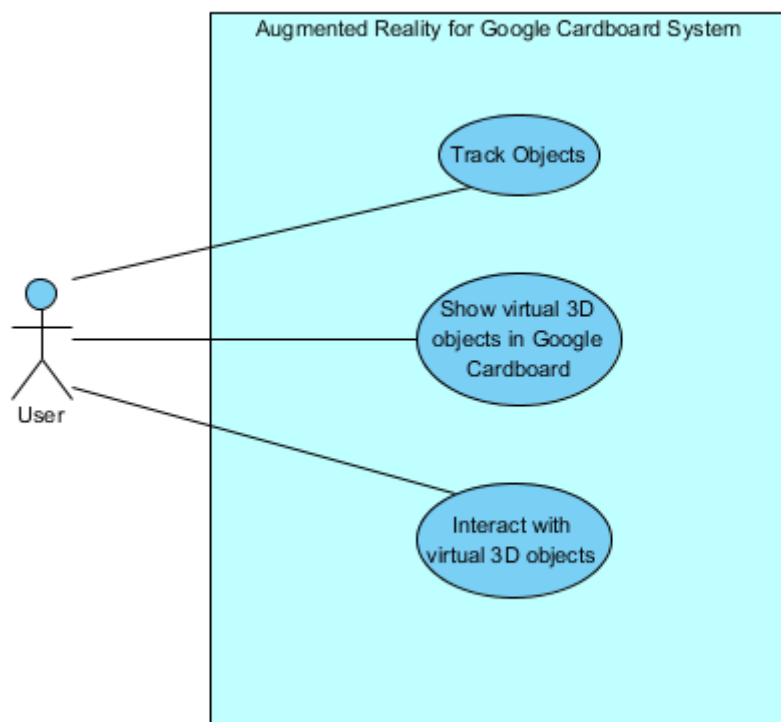 Augmented Reality for Google Cardboard System
Track Objects
Show virtual 3D
objects in Google
Cardboard
User
Interact with
virtual 3D objects